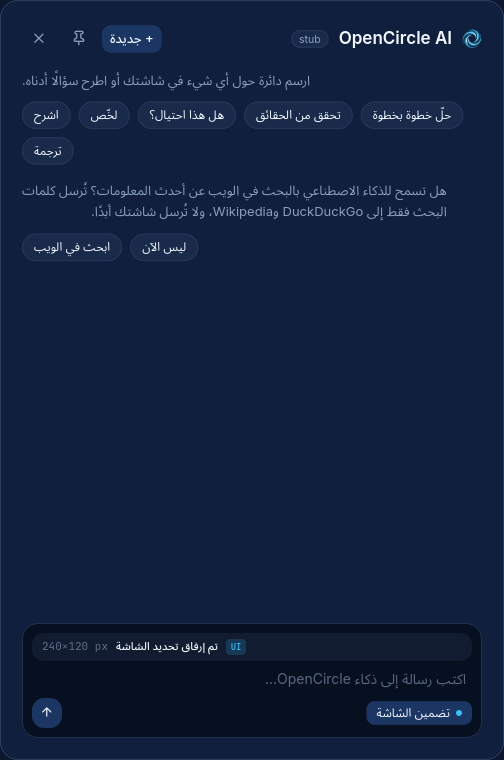 OpenCircle AI stub + جديدة
ارسم دائرة حول أي شيء في شاشتك أو اطرح سؤالًا أدناه.
حلّ خطوة بخطوة تحقق من الحقائق هل هذا احتيال؟ لخّص اشرح
ترجمة
هل تسمح للذكاء الاصطناعي بالبحث في الويب عن أحدث المعلومات؟ تُرسل كلمات
البحث فقط إلى DuckDuckGo وWikipedia، ولا تُرسل شاشتك أبدًا.
ليس الآن ابحث في الويب
UI تم إرفاق تحديد الشاشة 240×120 px
اكتب رسالة إلى ذكاء OpenCircle...
تضمين الشاشة